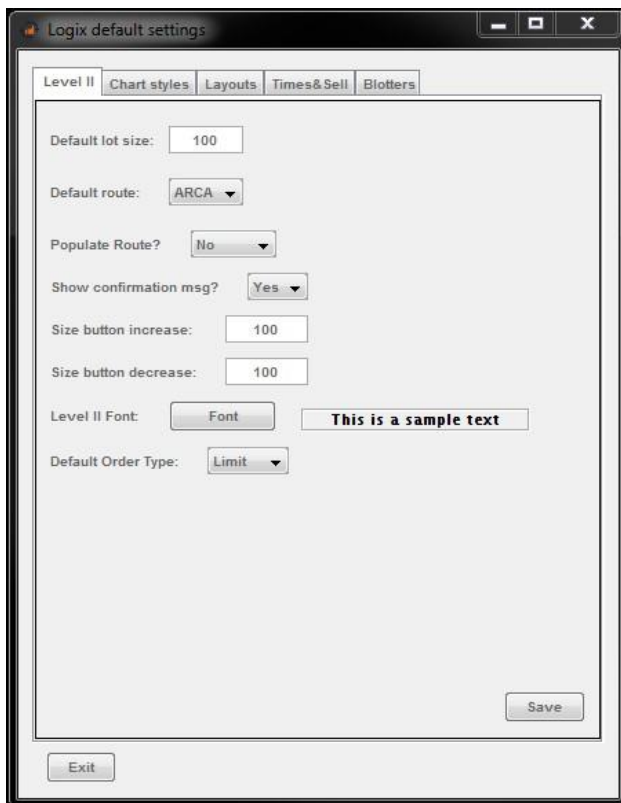 Logix default settings
Level II Chart styles Layouts Times&Sell Blotters
Default lot size: 100
Default route: ARCA
Populate Route? No
Show confirmation msg? Yes
Size button increase: 100
Size button decrease: 100
Level II Font: Font This is a sample text
Default Order Type: Limit
Save
Exit